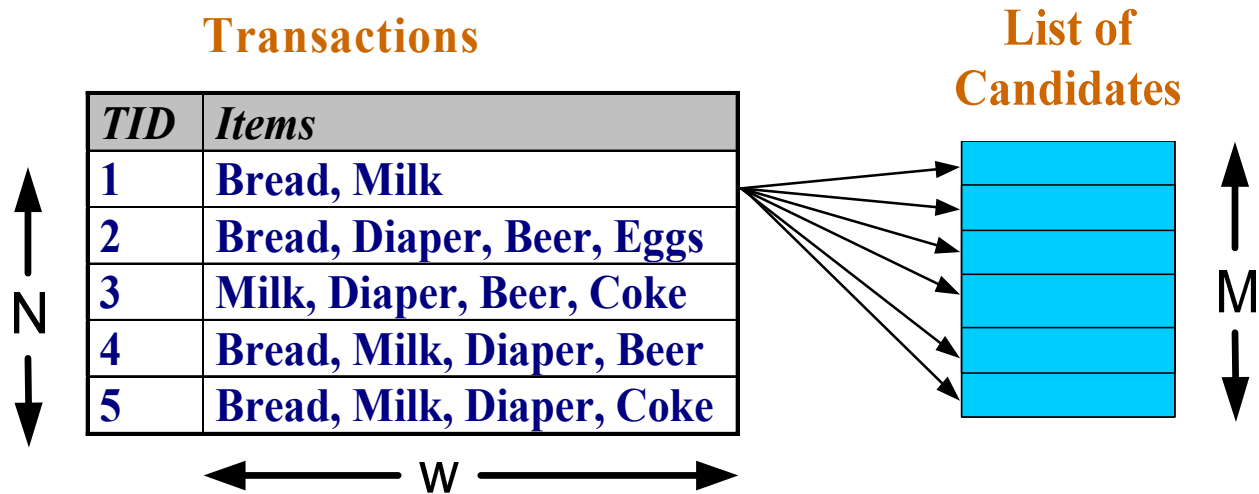 Transactions
List of
Candidates
TID Items
1 Bread, Milk
2 Bread, Diaper, Beer, Eggs
3 Milk, Diaper, Beer, Coke
4 Bread, Milk, Diaper, Beer
5 Bread, Milk, Diaper, Coke
N
M
w